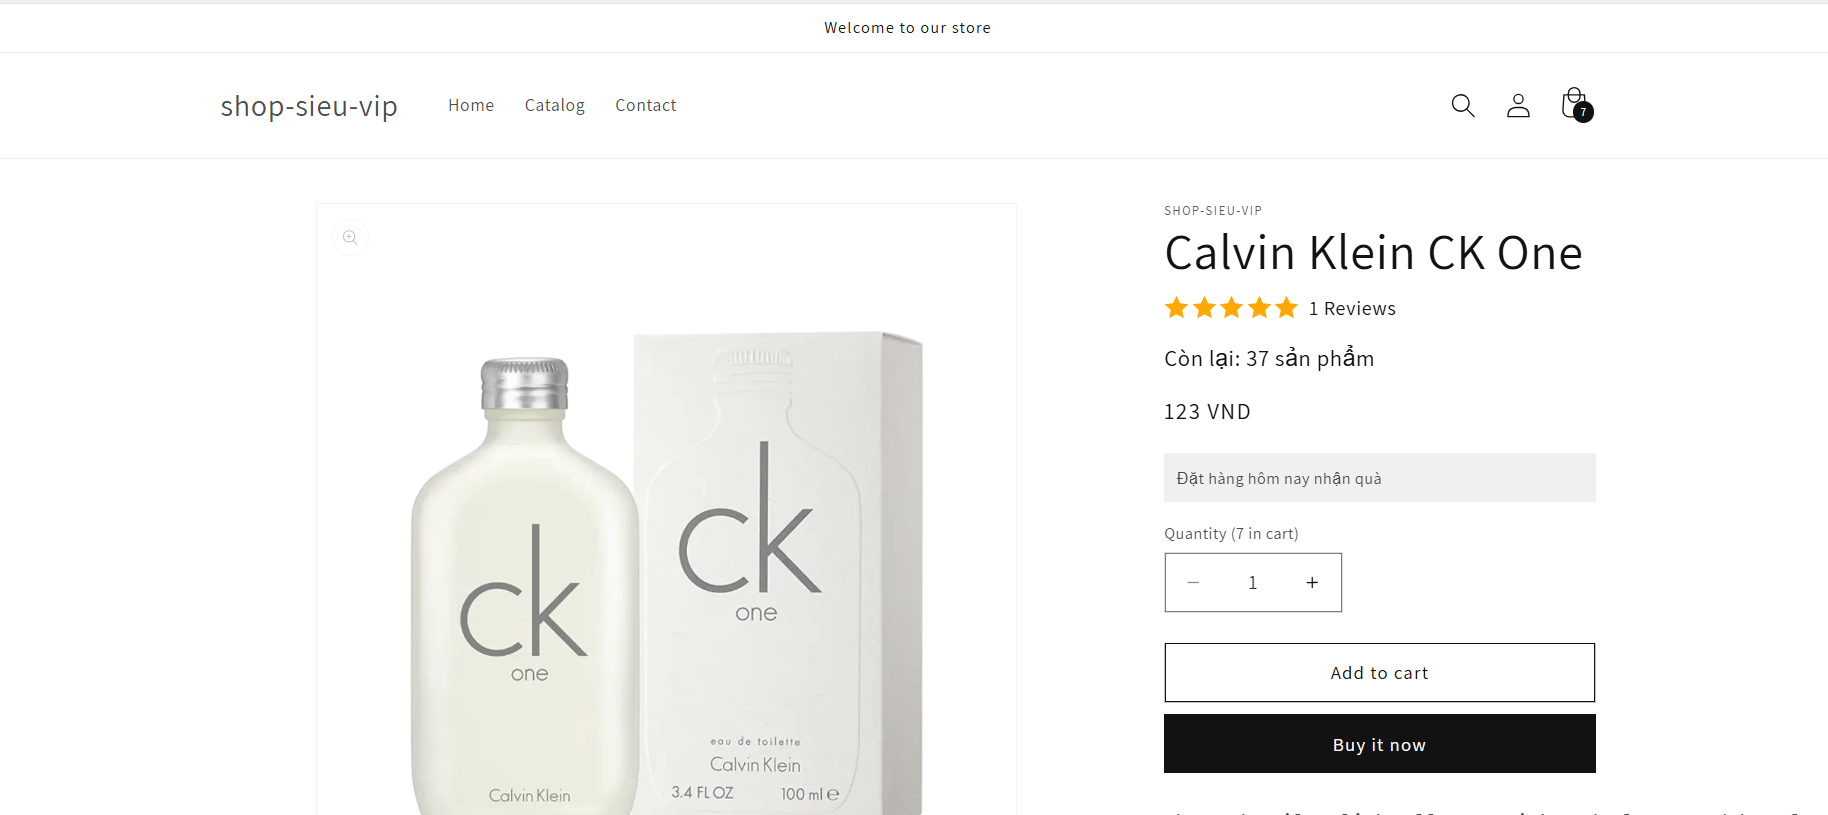 Welcome to our store
shop-sieu-vip
Home Catalog Contact
7
SHOP-SIEU-VIP
Calvin Klein CK One
1 Reviews
Còn lại: 37 sản phẩm
123 VND
Đặt hàng hôm nay nhận quà
Quantity (7 in cart)
− 1 +
Add to cart
Buy it now
ck
one
Calvin Klein
ck
one
eau de toilette
Calvin Klein
3.4 FL OZ 100 ml ℮